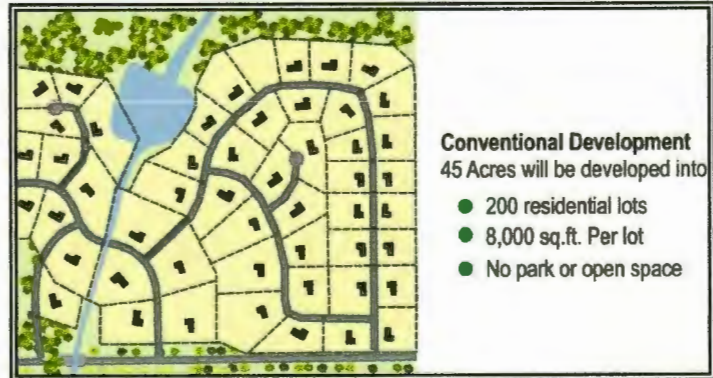 Conventional Development
45 Acres will be developed into
200 residential lots
8,000 sq.ft. Per lot
No park or open space